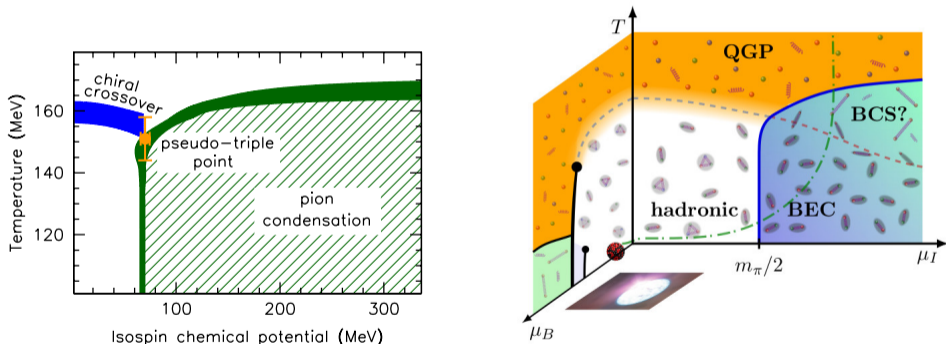 Temperature (MeV)
160
140
120
chiral
crossover
pseudo-triple
point
pion
condensation
100
200
300
Isospin chemical potential (MeV)
T
QGP
BCS?
hadronic
BEC
m_π/2
μ_I
μ_B